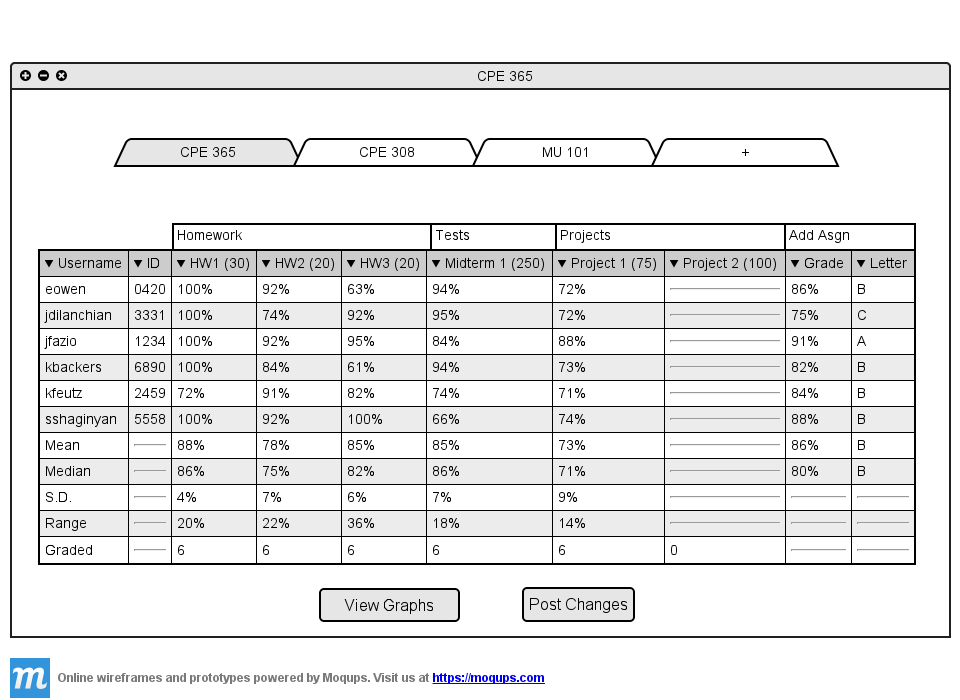 CPE 365
CPE 365 CPE 308 MU 101 +
Homework Tests Projects Add Asgn
▼ Username ▼ ID ▼ HW1 (30) ▼ HW2 (20) ▼ HW3 (20) ▼ Midterm 1 (250) ▼ Project 1 (75) ▼ Project 2 (100) ▼ Grade ▼ Letter
eowen 0420 100% 92% 63% 94% 72% 86% B
jdilanchian 3331 100% 74% 92% 95% 72% 75% C
jfazio 1234 100% 92% 95% 84% 88% 91% A
kbackers 6890 100% 84% 61% 94% 73% 82% B
kfeutz 2459 72% 91% 82% 74% 71% 84% B
sshaginyan 5558 100% 92% 100% 66% 74% 88% B
Mean 88% 78% 85% 85% 73% 86% B
Median 86% 75% 82% 86% 71% 80% B
S.D. 4% 7% 6% 7% 9%
Range 20% 22% 36% 18% 14%
Graded 6 6 6 6 6 0
View Graphs Post Changes
m Online wireframes and prototypes powered by Moqups. Visit us at https://moqups.com